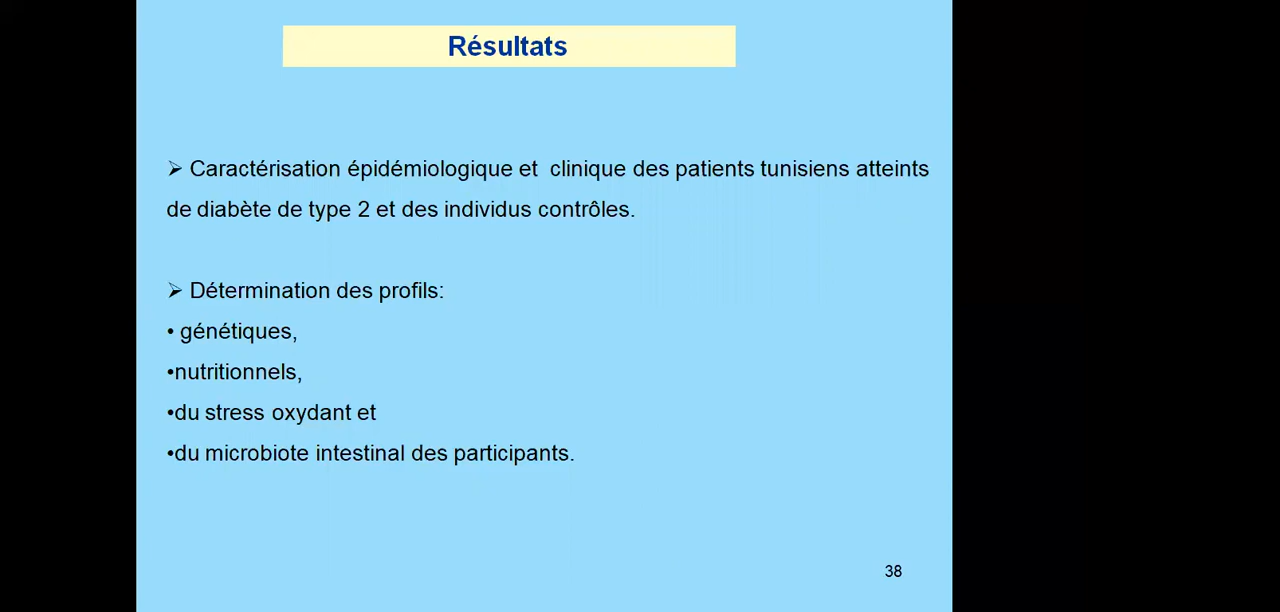 Résultats
➢ Caractérisation épidémiologique et clinique des patients tunisiens atteints
de diabète de type 2 et des individus contrôles.
➢ Détermination des profils:
• génétiques,
•nutritionnels,
•du stress oxydant et
•du microbiote intestinal des participants.
38